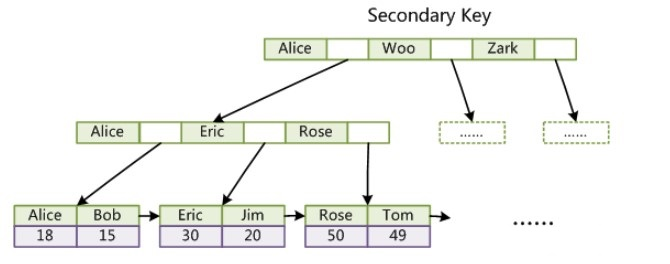 Secondary Key
Alice Woo Zark
Alice Eric Rose ...... ......
Alice Bob Eric Jim Rose Tom
18 15 30 20 50 49 ......